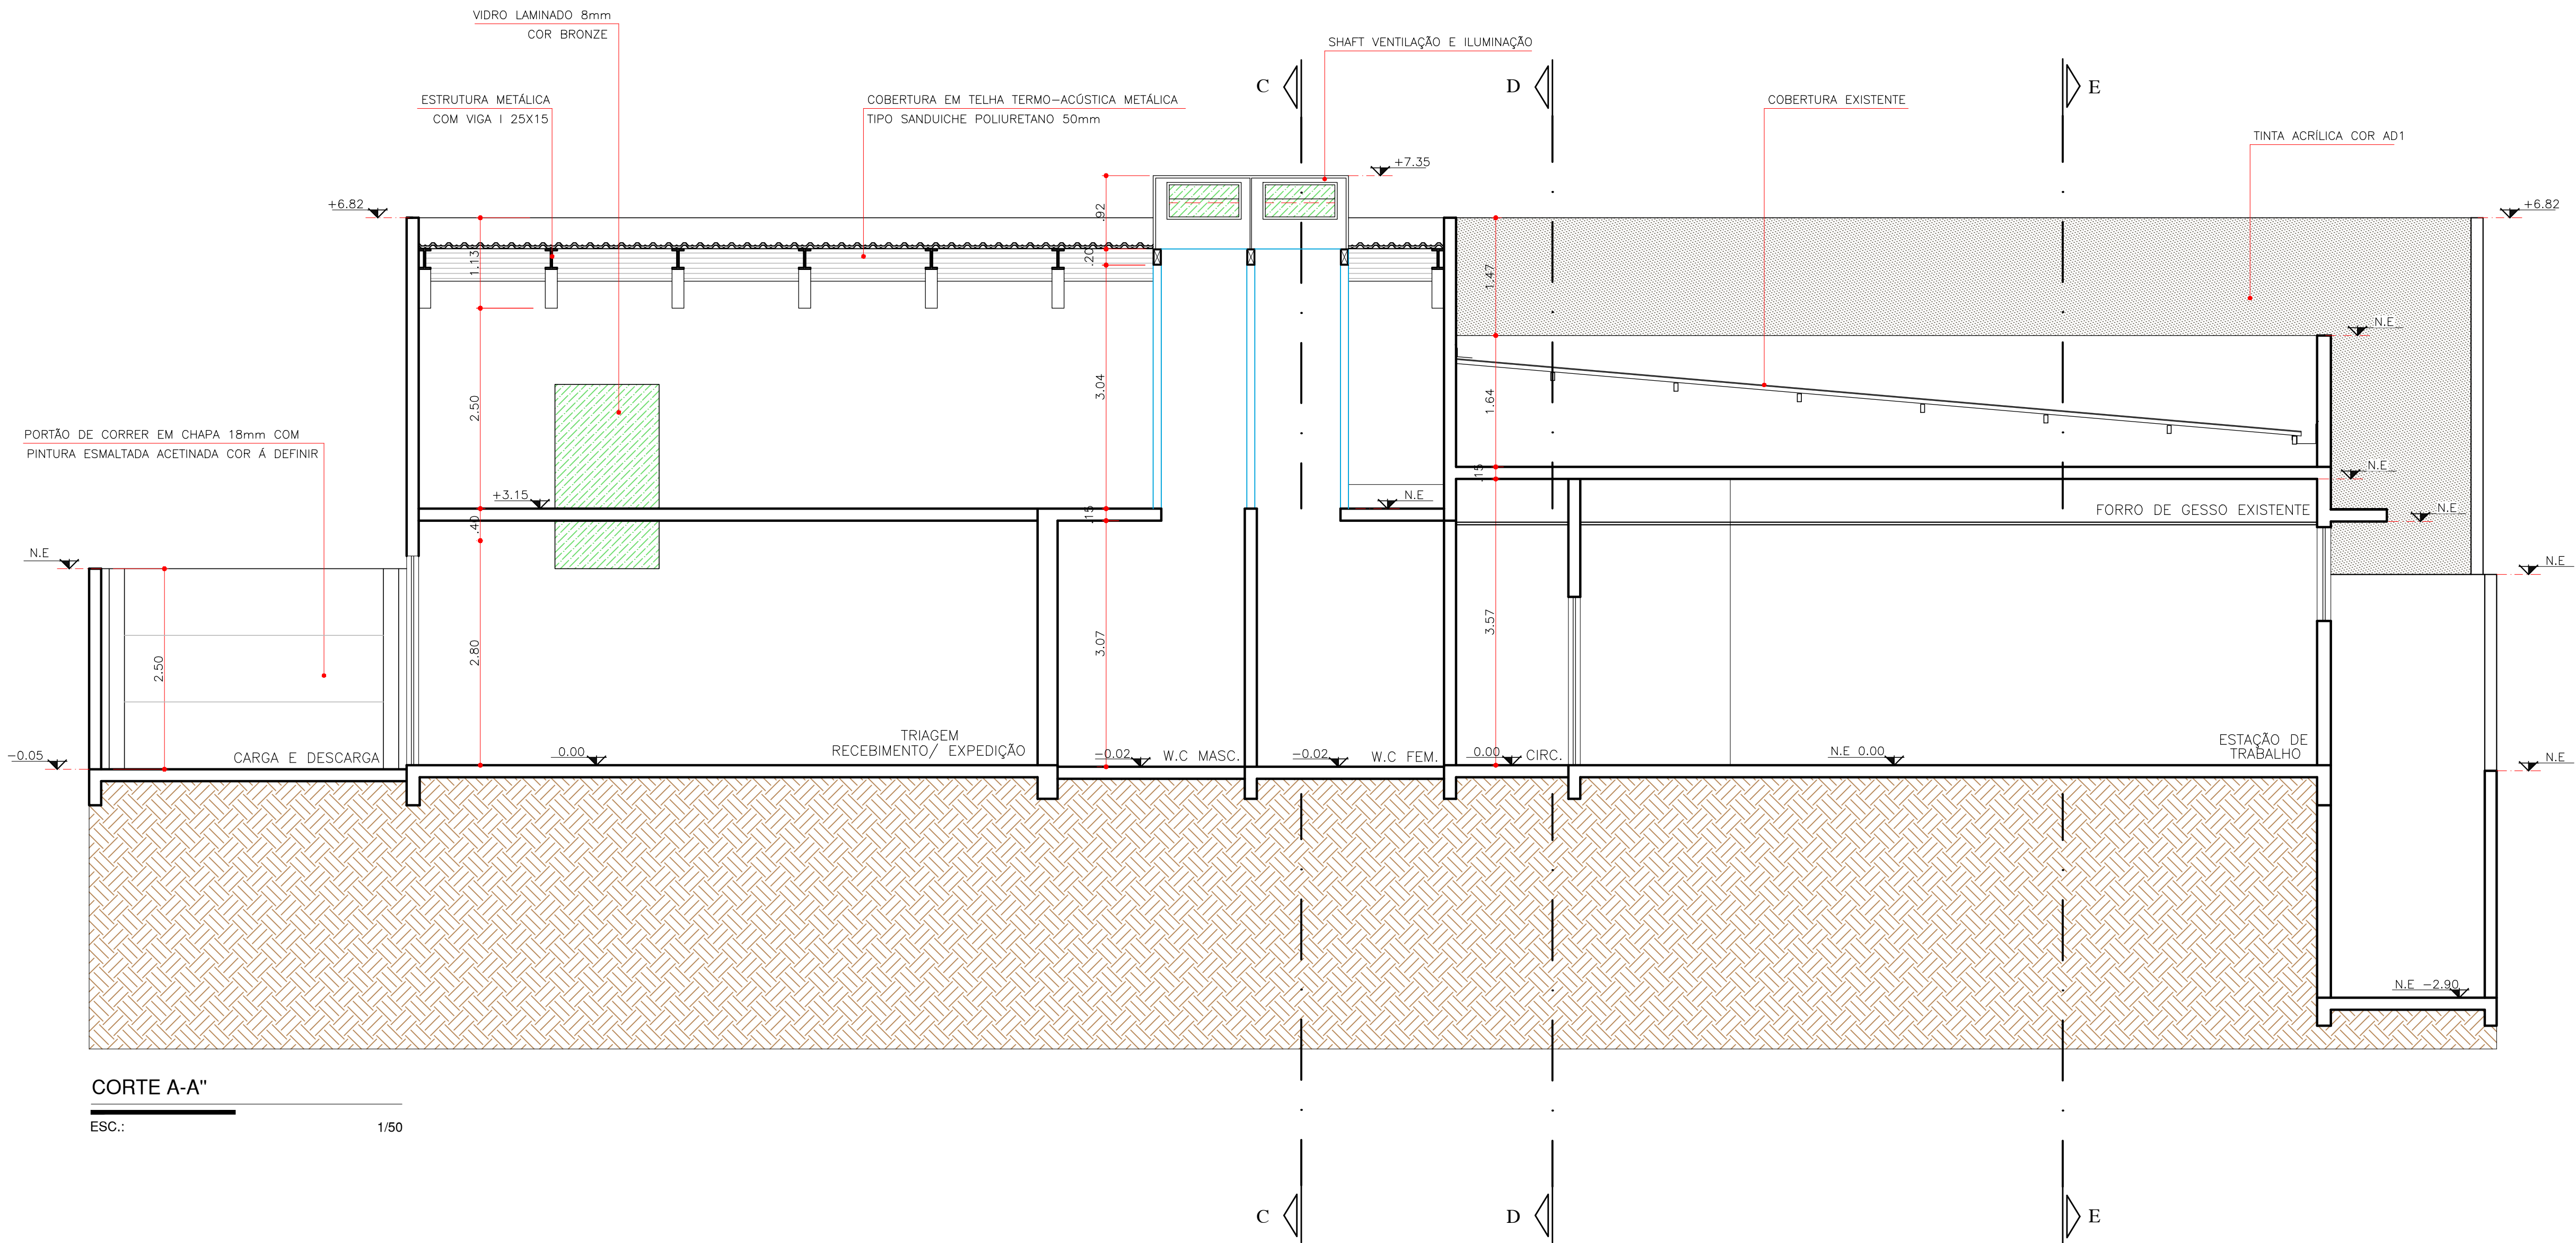 VIDRO LAMINADO 8mm
COR BRONZE
SHAFT VENTILAÇÃO E ILUMINAÇÃO
C
D
E
ESTRUTURA METÁLICA
COM VIGA I 25X15
COBERTURA EM TELHA TERMO-ACÚSTICA METÁLICA
TIPO SANDUICHE POLIURETANO 50mm
COBERTURA EXISTENTE
TINTA ACRÍLICA COR AD1
+7.35
+6.82
+6.82
.92
1.13
.20
1.47
N.E
3.04
2.50
1.64
PORTÃO DE CORRER EM CHAPA 18mm COM
PINTURA ESMALTADA ACETINADA COR Á DEFINIR
.15
N.E
+3.15
N.E
FORRO DE GESSO EXISTENTE
N.E
.40
.15
N.E
N.E
2.50
2.80
3.07
3.57
TRIAGEM
RECEBIMENTO/ EXPEDIÇÃO
ESTAÇÃO DE
TRABALHO
-0.05
CARGA E DESCARGA
0.00
-0.02
W.C MASC.
-0.02
W.C FEM.
0.00
CIRC.
N.E 0.00
N.E
N.E -2.90
CORTE A-A"
ESC.:
1/50
C
D
E